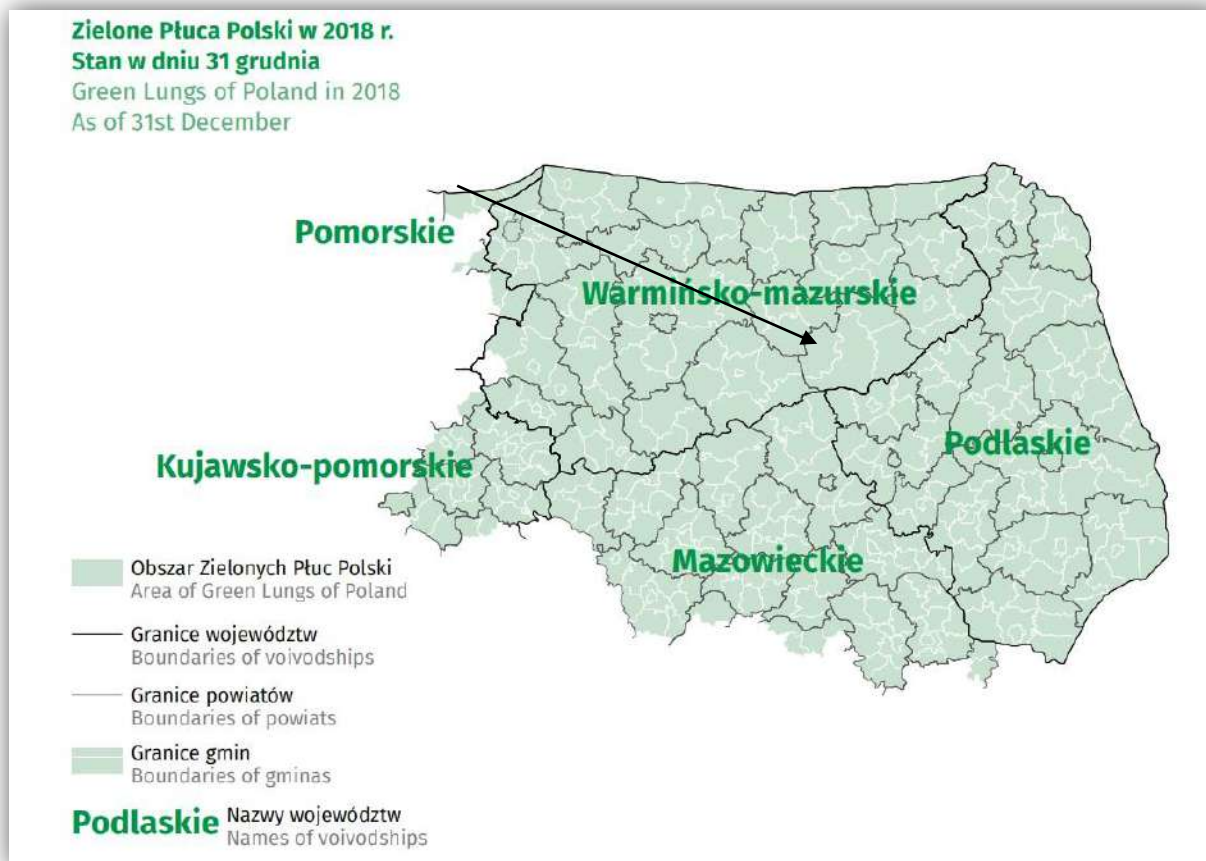 Zielone Płuca Polski w 2018 r.
Stan w dniu 31 grudnia
Green Lungs of Poland in 2018
As of 31st December
Pomorskie
Warmińsko-mazurskie
Podlaskie
Kujawsko-pomorskie
Mazowieckie
Obszar Zielonych Płuc Polski
Area of Green Lungs of Poland
Granice województw
Boundaries of voivodships
Granice powiatów
Boundaries of powiats
Granice gmin
Boundaries of gminas
Podlaskie Nazwy województw
Names of voivodships